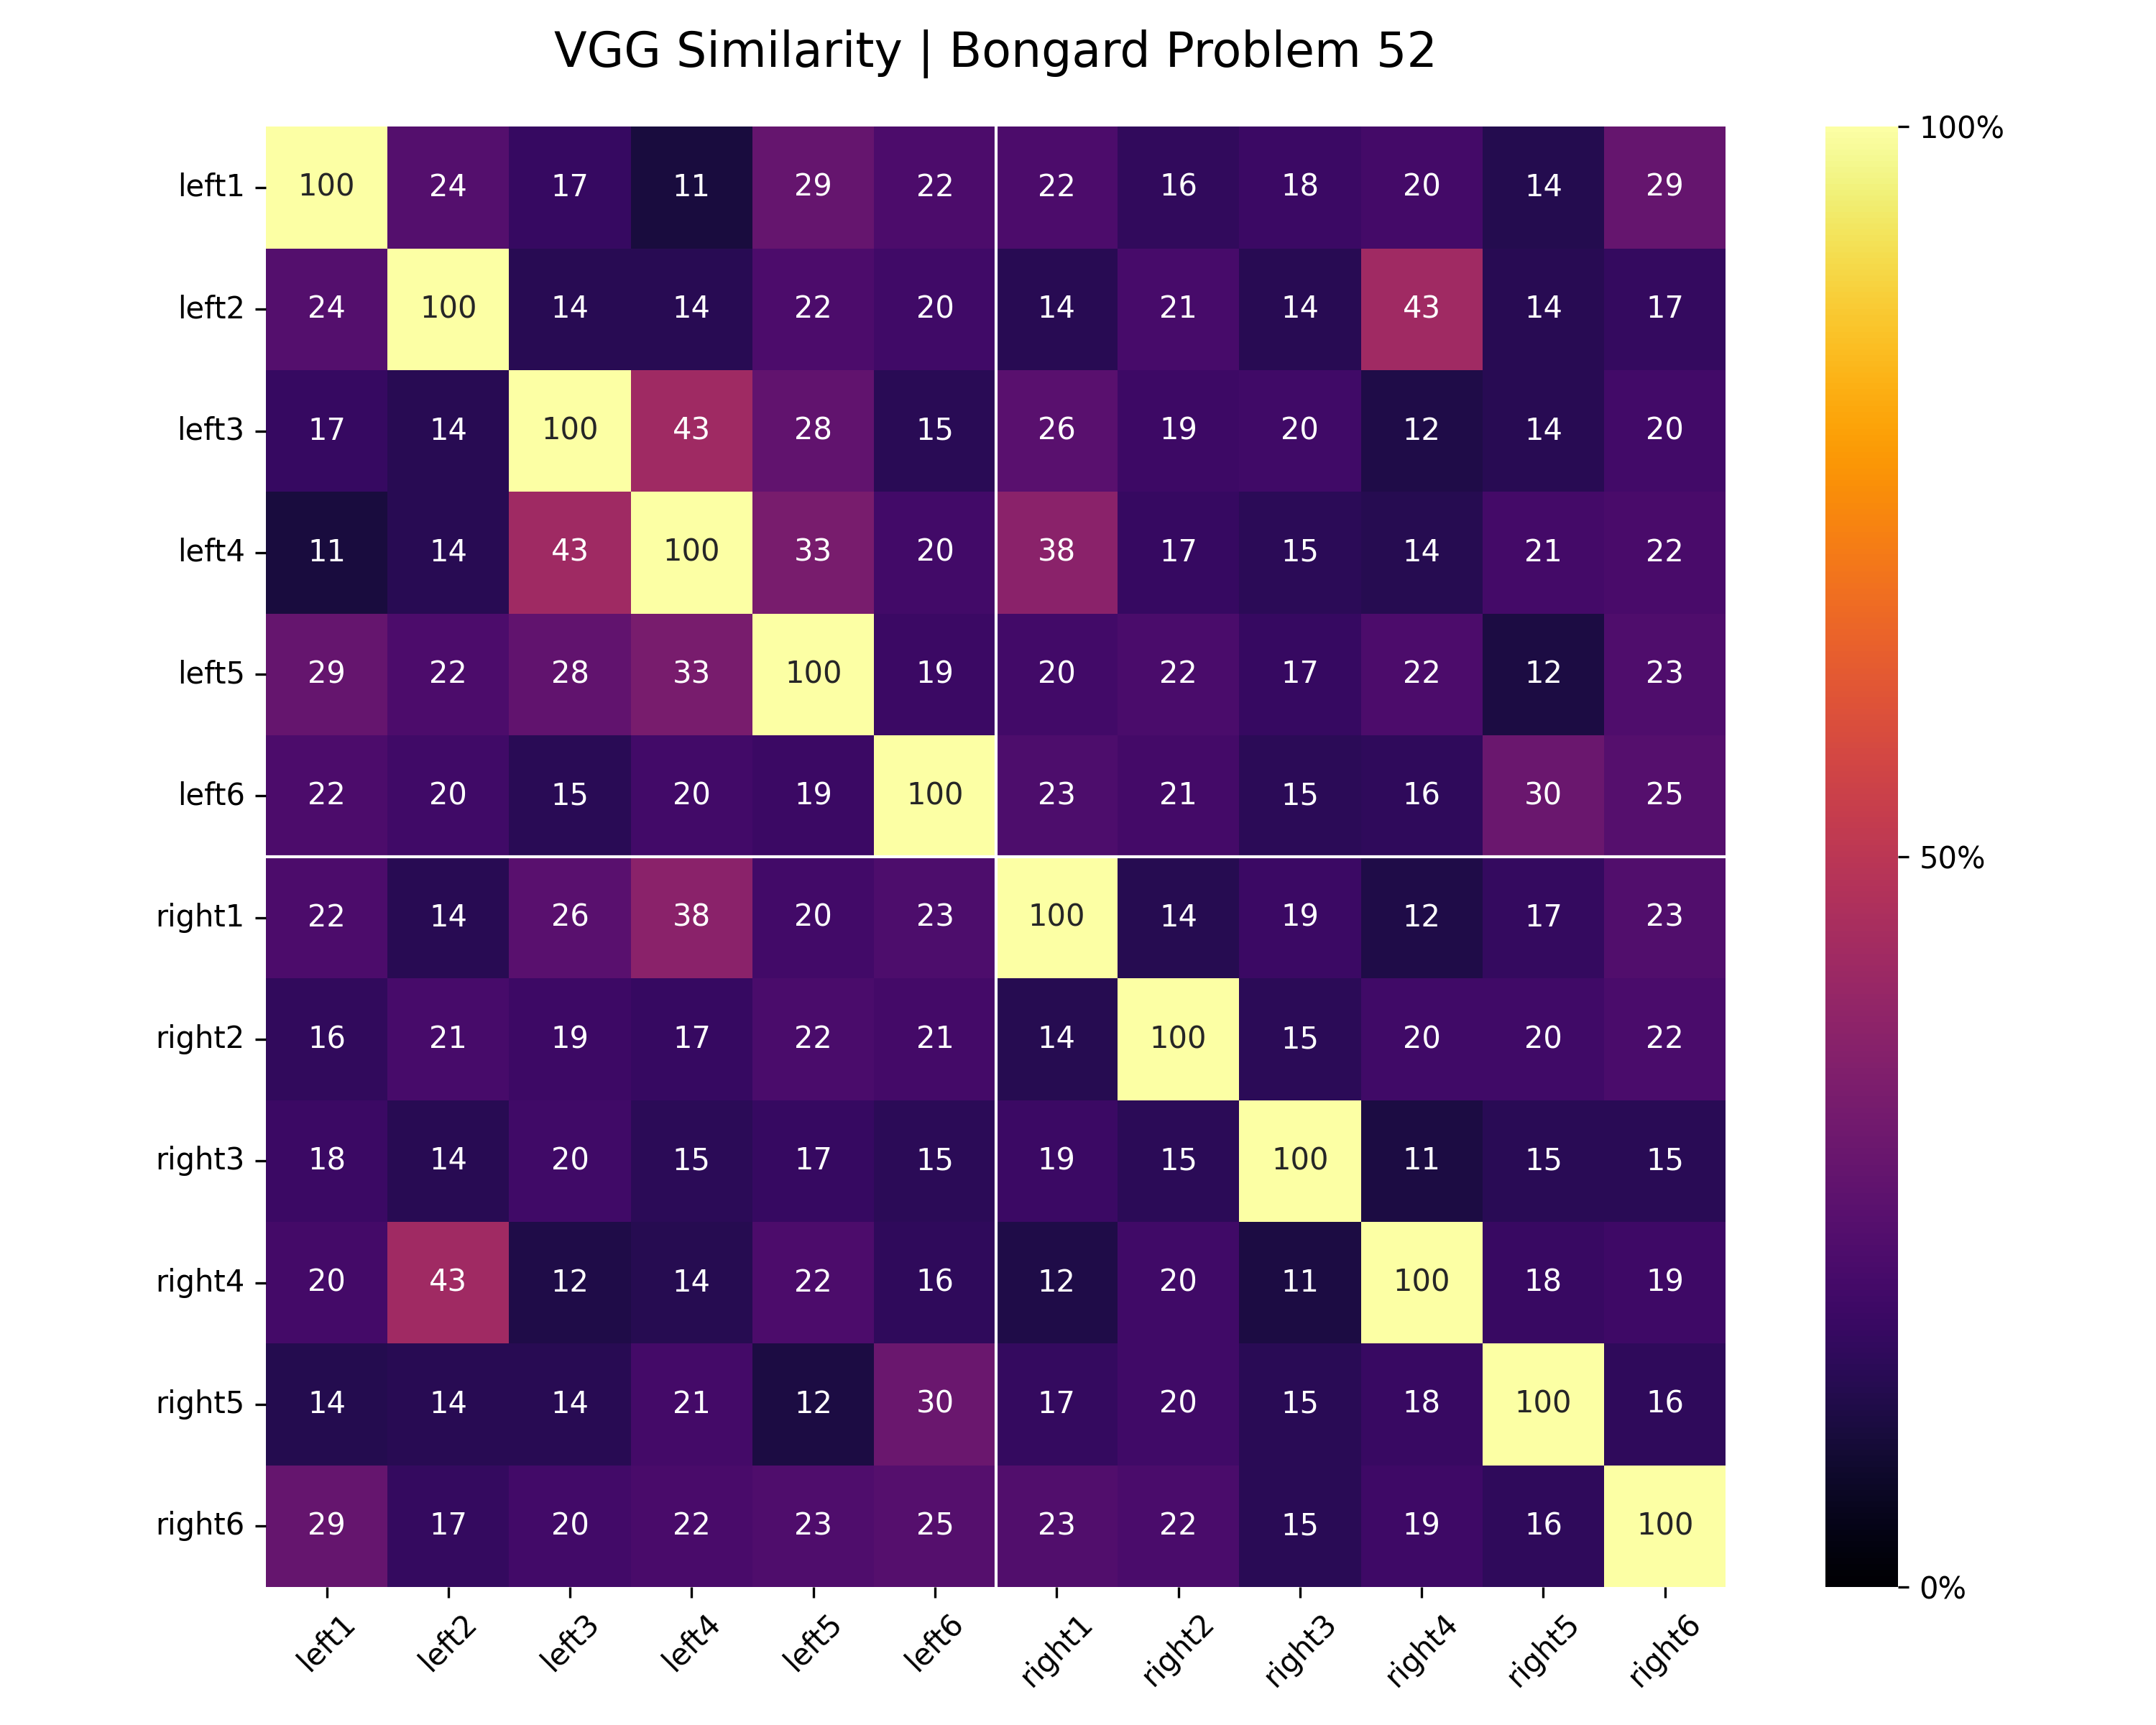 VGG Similarity | Bongard Problem 52
left1 100 24 17 11 29 22 22 16 18 20 14 29
left2 24 100 14 14 22 20 14 21 14 43 14 17
left3 17 14 100 43 28 15 26 19 20 12 14 20
left4 11 14 43 100 33 20 38 17 15 14 21 22
left5 29 22 28 33 100 19 20 22 17 22 12 23
left6 22 20 15 20 19 100 23 21 15 16 30 25
right1 22 14 26 38 20 23 100 14 19 12 17 23
right2 16 21 19 17 22 21 14 100 15 20 20 22
right3 18 14 20 15 17 15 19 15 100 11 15 15
right4 20 43 12 14 22 16 12 20 11 100 18 19
right5 14 14 14 21 12 30 17 20 15 18 100 16
right6 29 17 20 22 23 25 23 22 15 19 16 100
left1 left2 left3 left4 left5 left6 right1 right2 right3 right4 right5 right6
100%
50%
0%